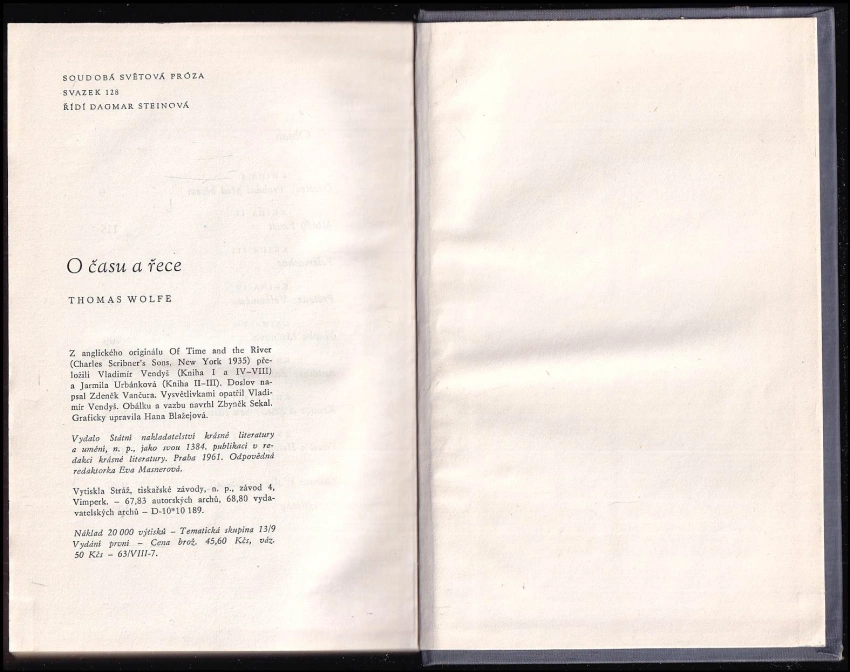 SOUDOBÁ SVĚTOVÁ PRÓZA
SVAZEK 128
ŘÍDÍ DAGMAR STEINOVÁ
O času a řece
THOMAS WOLFE
Z anglického originálu Of Time and the River
(Charles Scribner's Sons, New York 1935) pře-
ložili Vladimír Vendyš (Kniha I a IV–VIII)
a Jarmila Urbánková (Kniha II–III). Doslov na-
psal Zdeněk Vančura. Vysvětlivkami opatřil Vladi-
mír Vendyš. Obálku a vazbu navrhl Zbyněk Sekal.
Graficky upravila Hana Blažejová.
Vydalo Státní nakladatelství krásné literatury
a umění, n. p., jako svou 1384. publikaci v re-
dakci krásné literatury. Praha 1961. Odpovědná
redaktorka Eva Masnerová.
Vytiskla Stráž, tiskařské závody, n. p., závod 4,
Vimperk. – 67,83 autorských archů, 68,80 vyda-
vatelských archů – D-10*10 189.
Náklad 20 000 výtisků – Tematická skupina 13/9
Vydání první – Cena brož. 45,60 Kčs, váz.
50 Kčs – 63/VIII-7.